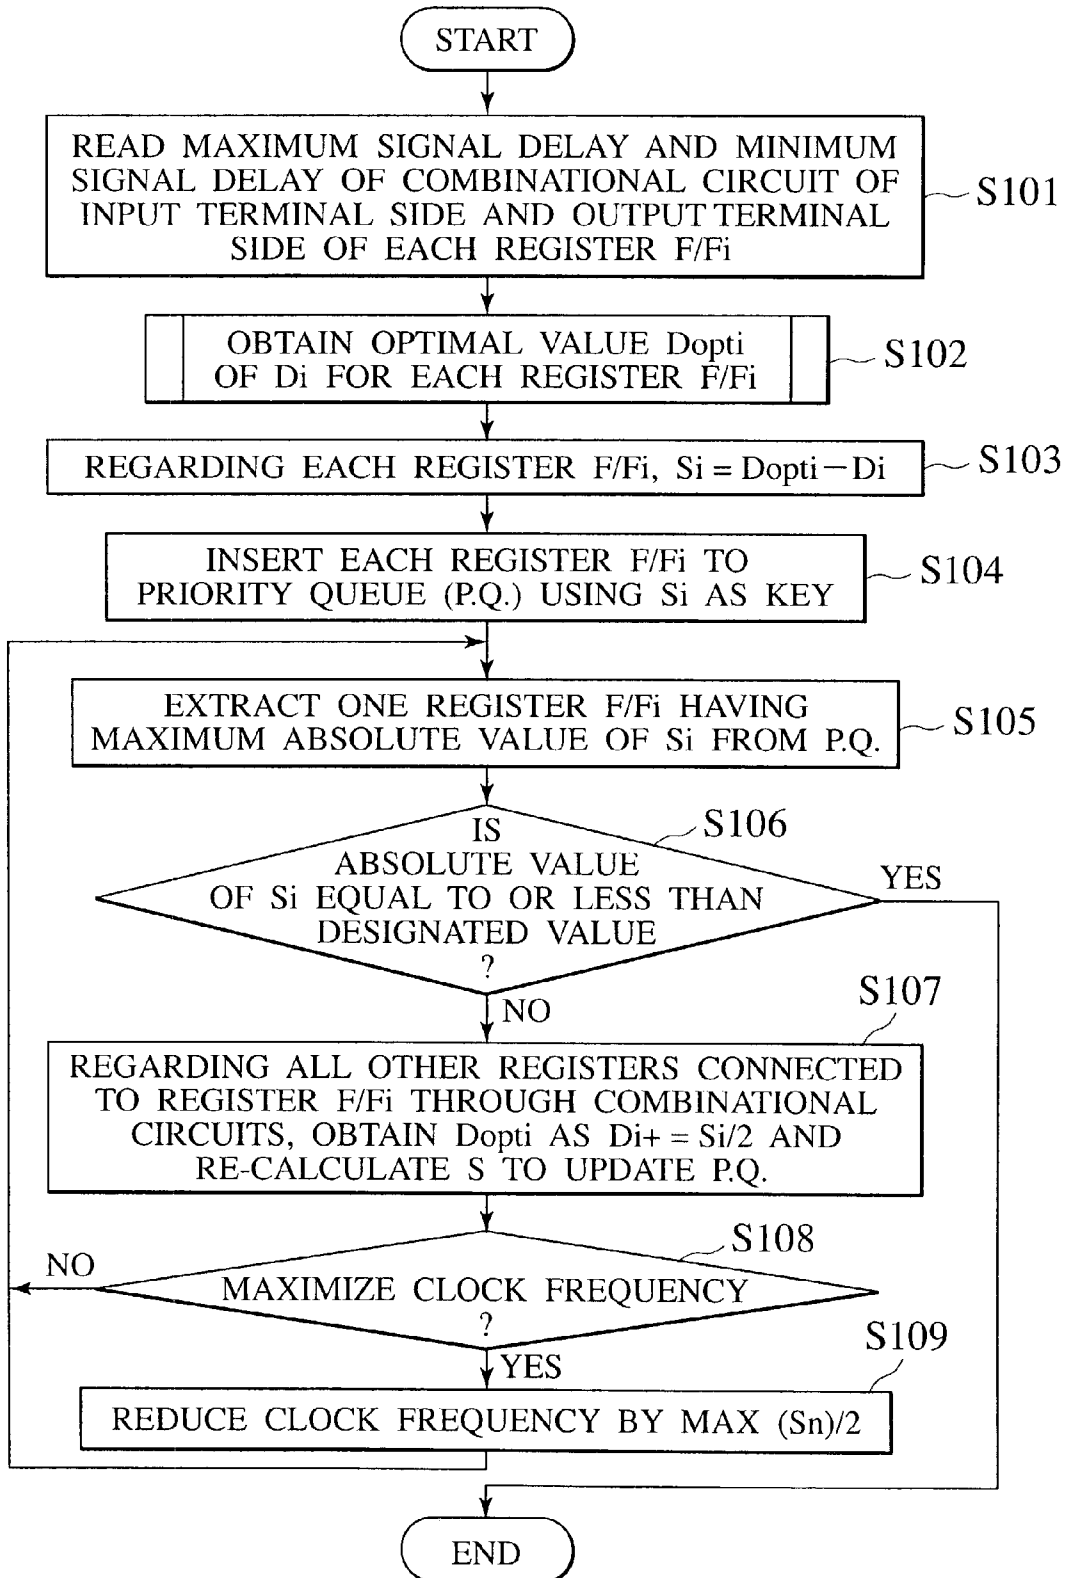 START
READ MAXIMUM SIGNAL DELAY AND MINIMUM
SIGNAL DELAY OF COMBINATIONAL CIRCUIT OF
INPUT TERMINAL SIDE AND OUTPUT TERMINAL
SIDE OF EACH REGISTER F/Fi
S101
OBTAIN OPTIMAL VALUE Dopti
OF Di FOR EACH REGISTER F/Fi
S102
REGARDING EACH REGISTER F/Fi, Si = Dopti−Di
S103
INSERT EACH REGISTER F/Fi TO
PRIORITY QUEUE (P.Q.) USING Si AS KEY
S104
EXTRACT ONE REGISTER F/Fi HAVING
MAXIMUM ABSOLUTE VALUE OF Si FROM P.Q.
S105
S106
IS
ABSOLUTE VALUE
OF Si EQUAL TO OR LESS THAN
DESIGNATED VALUE
?
YES
NO
S107
REGARDING ALL OTHER REGISTERS CONNECTED
TO REGISTER F/Fi THROUGH COMBINATIONAL
CIRCUITS, OBTAIN Dopti AS Di+ = Si/2 AND
RE-CALCULATE S TO UPDATE P.Q.
S108
NO
MAXIMIZE CLOCK FREQUENCY
?
YES
S109
REDUCE CLOCK FREQUENCY BY MAX (Sn)/2
END